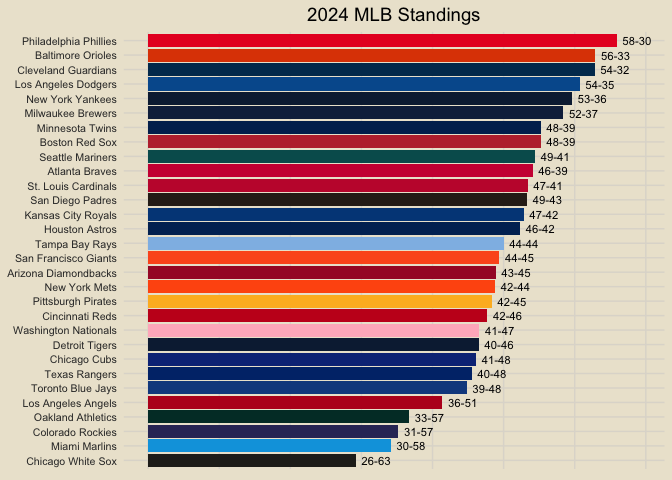 2024 MLB Standings
Philadelphia Phillies 58-30
Baltimore Orioles 56-33
Cleveland Guardians 54-32
Los Angeles Dodgers 54-35
New York Yankees 53-36
Milwaukee Brewers 52-37
Minnesota Twins 48-39
Boston Red Sox 48-39
Seattle Mariners 49-41
Atlanta Braves 46-39
St. Louis Cardinals 47-41
San Diego Padres 49-43
Kansas City Royals 47-42
Houston Astros 46-42
Tampa Bay Rays 44-44
San Francisco Giants 44-45
Arizona Diamondbacks 43-45
New York Mets 42-44
Pittsburgh Pirates 42-45
Cincinnati Reds 42-46
Washington Nationals 41-47
Detroit Tigers 40-46
Chicago Cubs 41-48
Texas Rangers 40-48
Toronto Blue Jays 39-48
Los Angeles Angels 36-51
Oakland Athletics 33-57
Colorado Rockies 31-57
Miami Marlins 30-58
Chicago White Sox 26-63